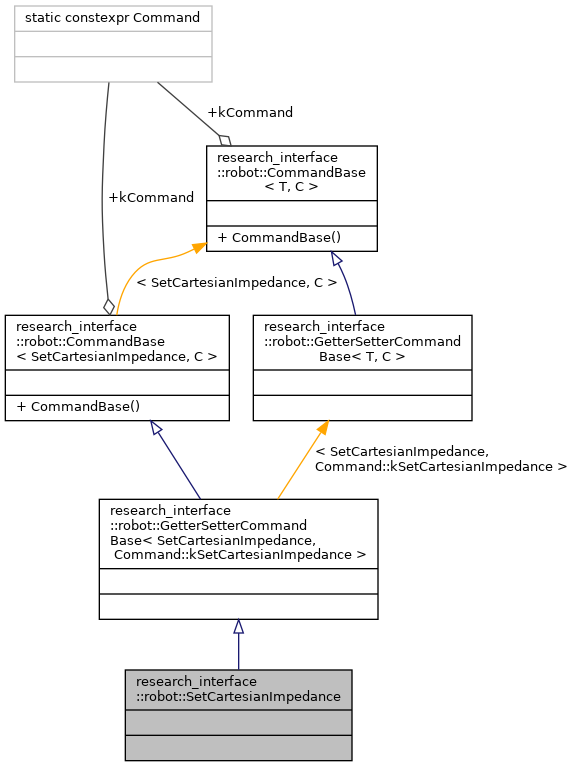 static constexpr Command
+kCommand
research_interface
::robot::CommandBase
< T, C >
+ CommandBase()
+kCommand
< SetCartesianImpedance, C >
research_interface
::robot::CommandBase
< SetCartesianImpedance, C >
+ CommandBase()
research_interface
::robot::GetterSetterCommand
Base< T, C >
< SetCartesianImpedance,
Command::kSetCartesianImpedance >
research_interface
::robot::GetterSetterCommand
Base< SetCartesianImpedance,
Command::kSetCartesianImpedance >
research_interface
::robot::SetCartesianImpedance